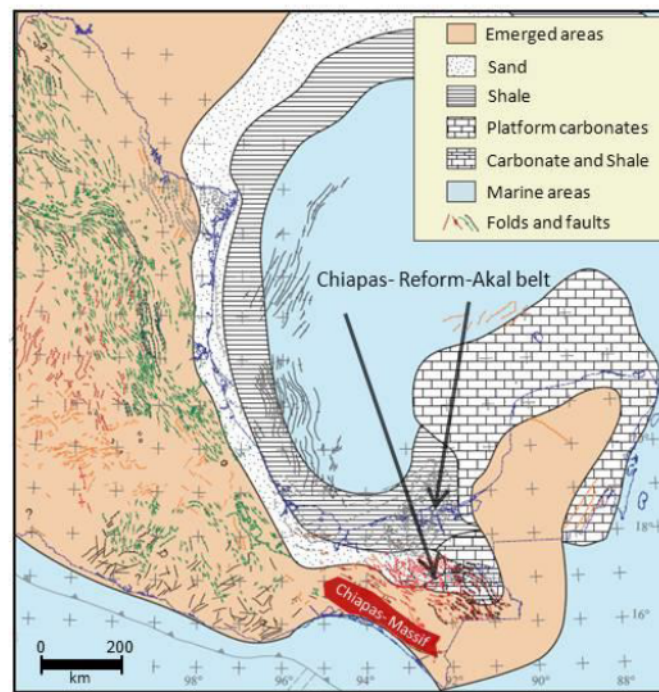 Emerged areas
Sand
Shale
Platform carbonates
Carbonate and Shale
Marine areas
Folds and faults
Chiapas- Reform-Akal belt
18°
Chiapas- Massif
16°
0 200
km
98° 96° 94° 92° 90° 88°
?